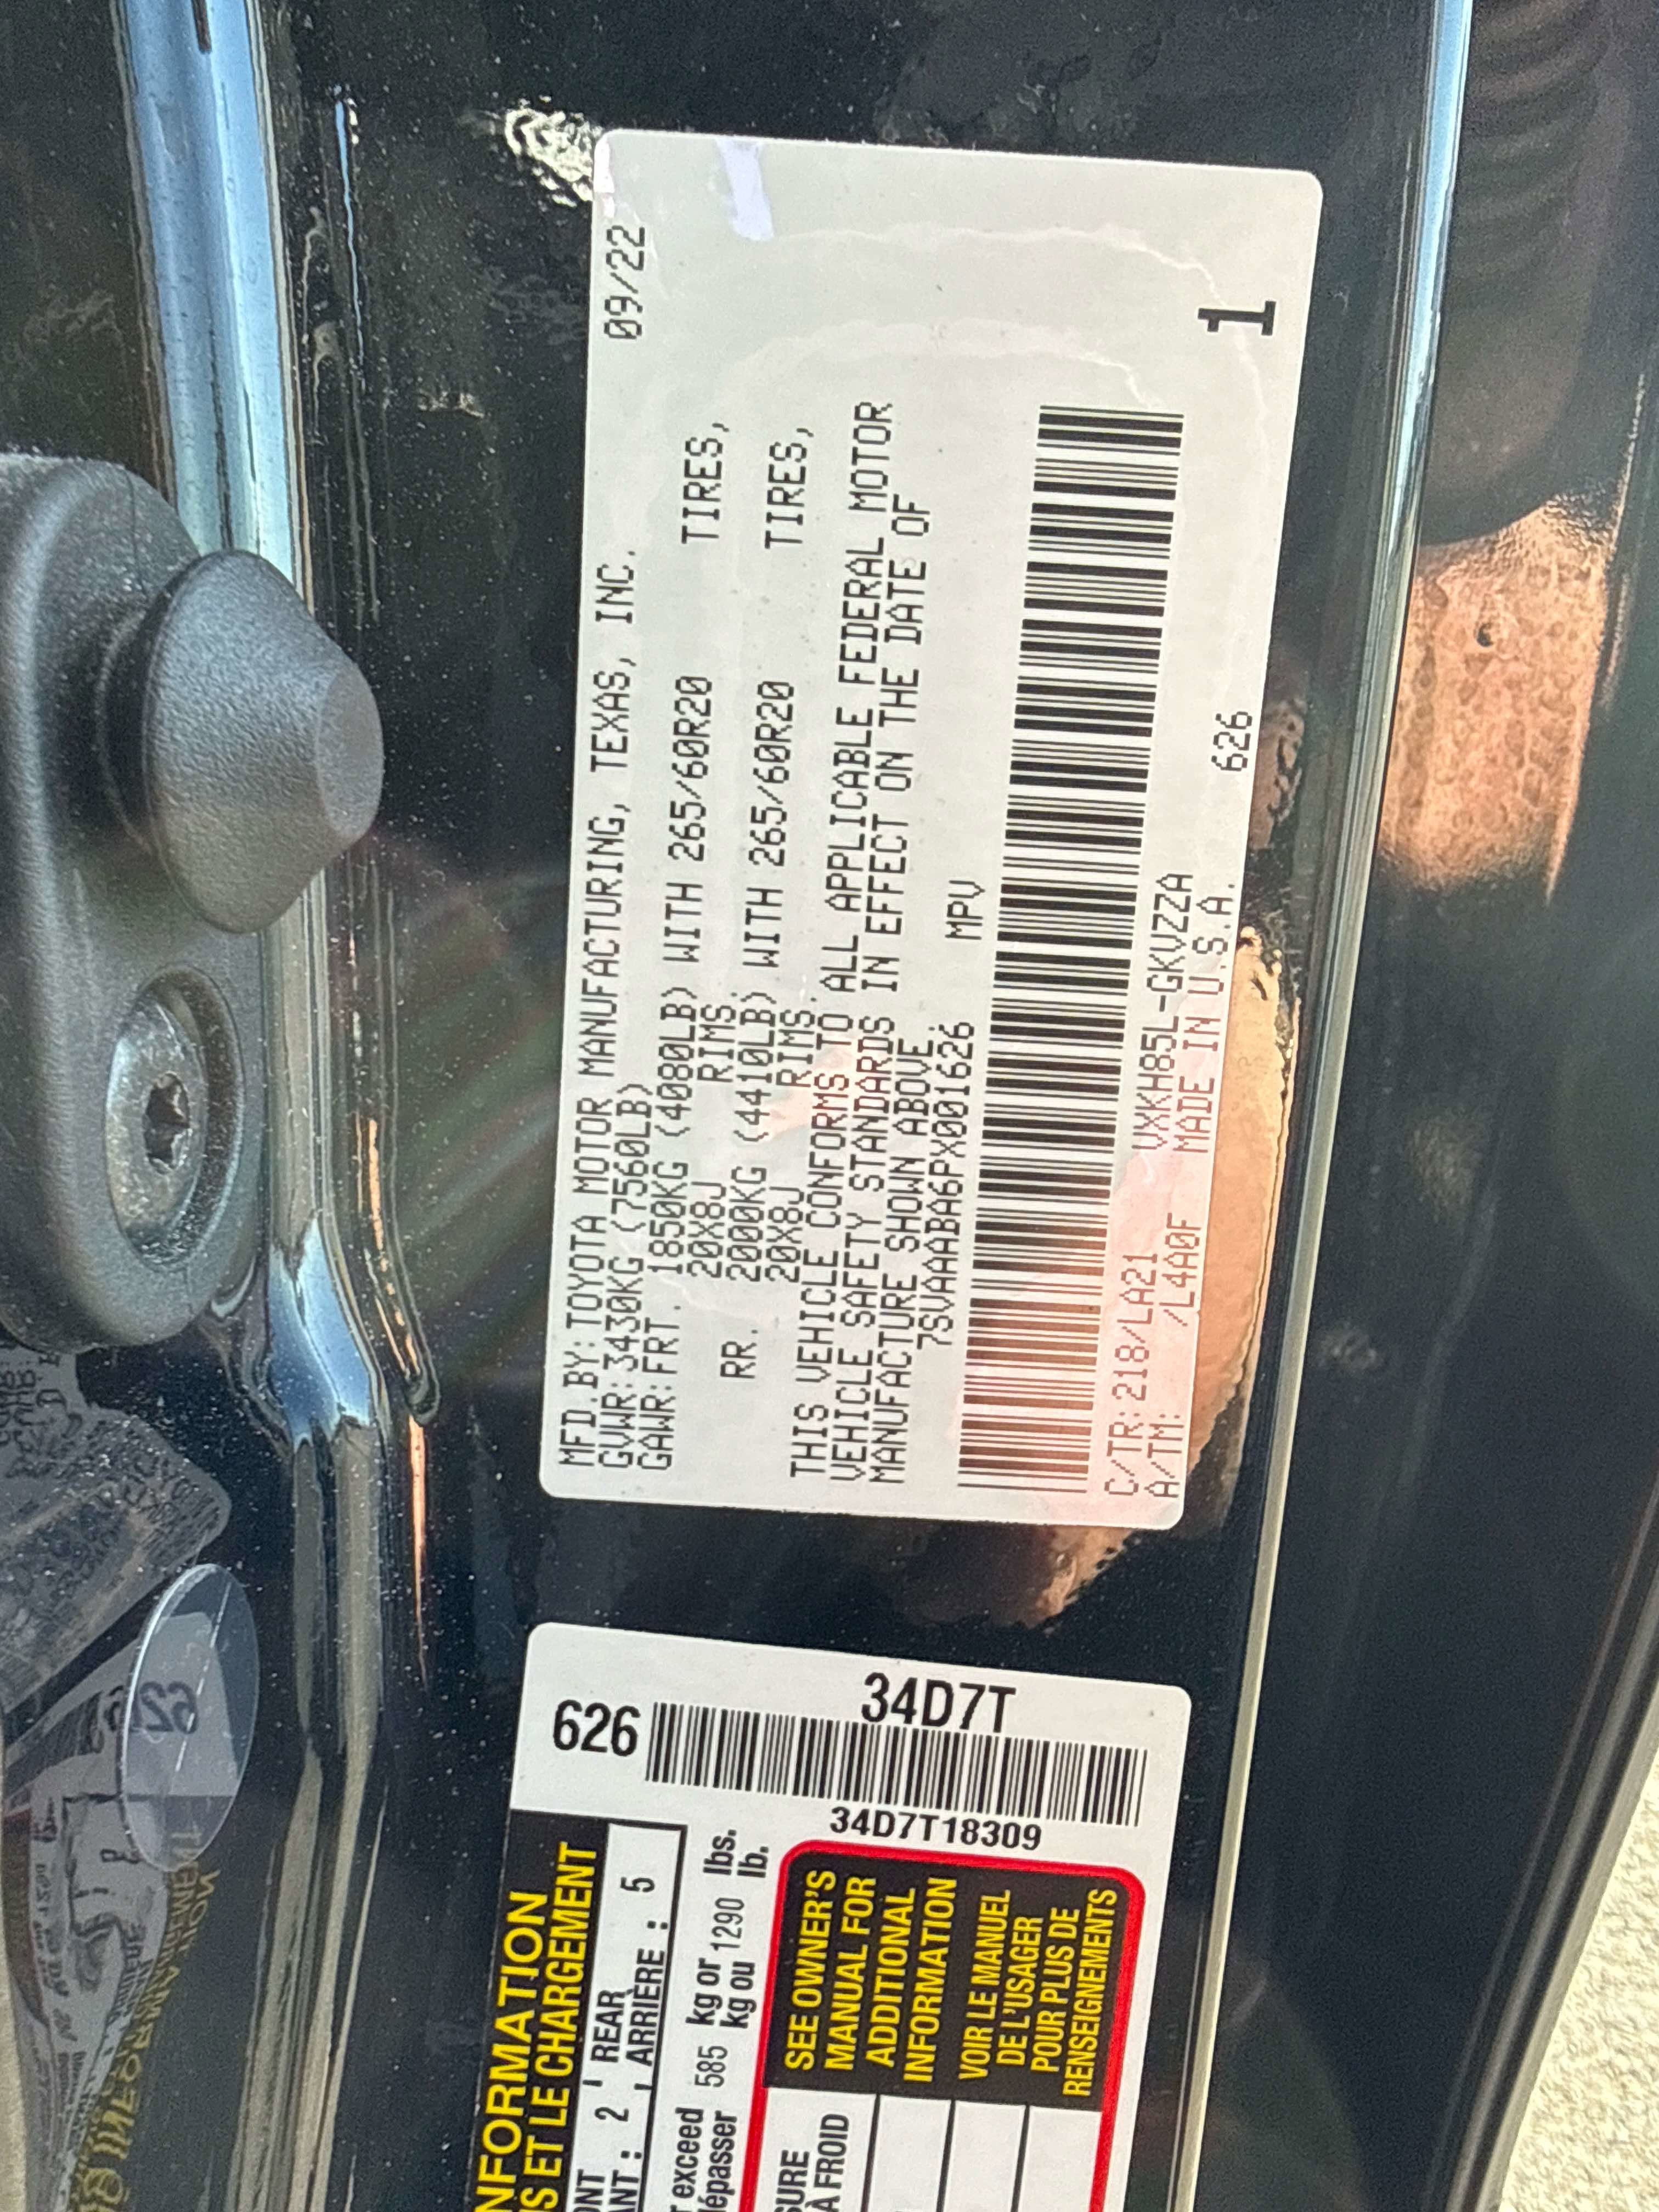 MFD.BY:TOYOTA MOTOR MANUFACTURING, TEXAS, INC. 09/22
GVWR:3430KG(7560LB)
GAWR:FRT. 1850KG(4080LB) WITH 265/60R20 TIRES,
20X8J RIMS.
RR. 2000KG (4410LB) WITH 265/60R20 TIRES,
20X8J RIMS.
THIS VEHICLE CONFORMS TO ALL APPLICABLE FEDERAL MOTOR
VEHICLE SAFETY STANDARDS IN EFFECT ON THE DATE OF
MANUFACTURE SHOWN ABOVE.
7SVAAABA6PX001626 MPV
C/TR:218/LA21 VXKH85L-GKVZZA
A/TM: /L4A0F MADE IN U.S.A. 626
1
626
34D7T
34D7T18309
NFORMATION
ET LE CHARGEMENT
2 REAR
ARRIÈRE : 5
exceed 585 kg or 1290 lbs.
kg ou lb.
SEE OWNER'S
MANUAL FOR
ADDITIONAL
INFORMATION
VOIR LE MANUEL
DE L'USAGER
POUR PLUS DE
RENSEIGNEMENTS
À FROID